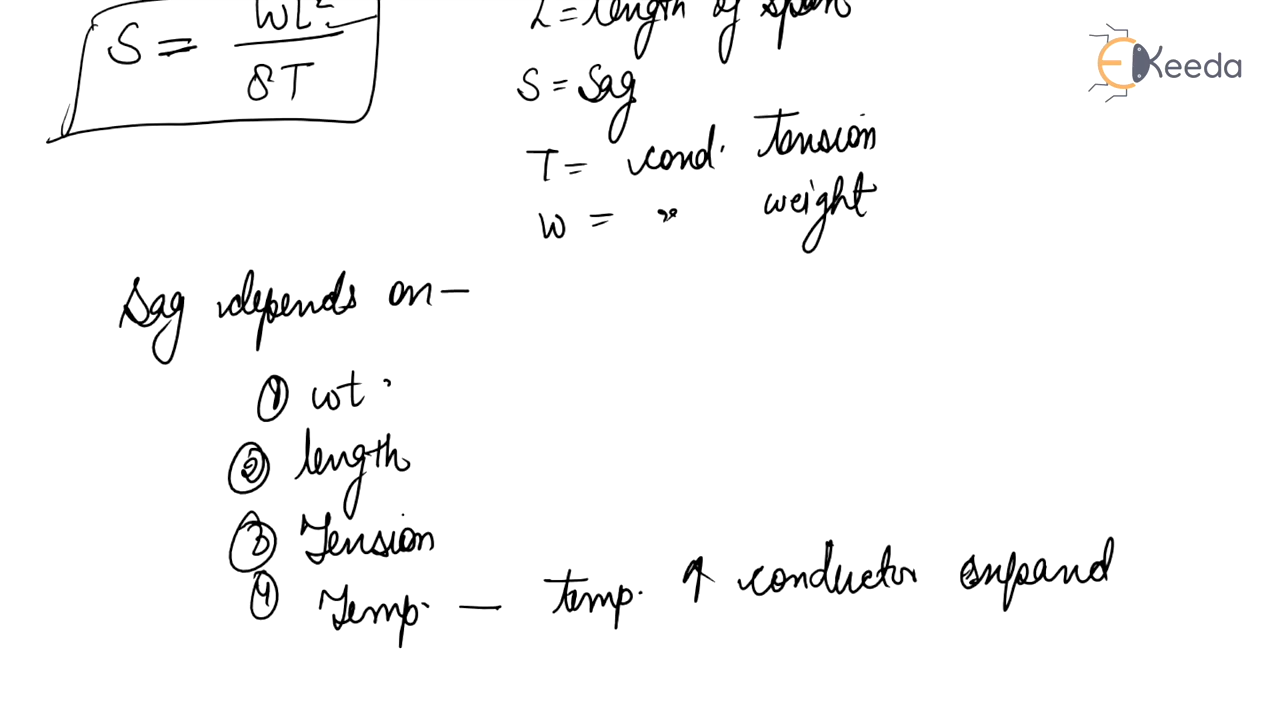 S = WL²/8T
L = length of span
S = Sag
T = cond. Tension
W = " weight
Sag depends on -
① wt.
② length
③ Tension
④ Temp. — temp. ↑ conductor expand
EKeeda